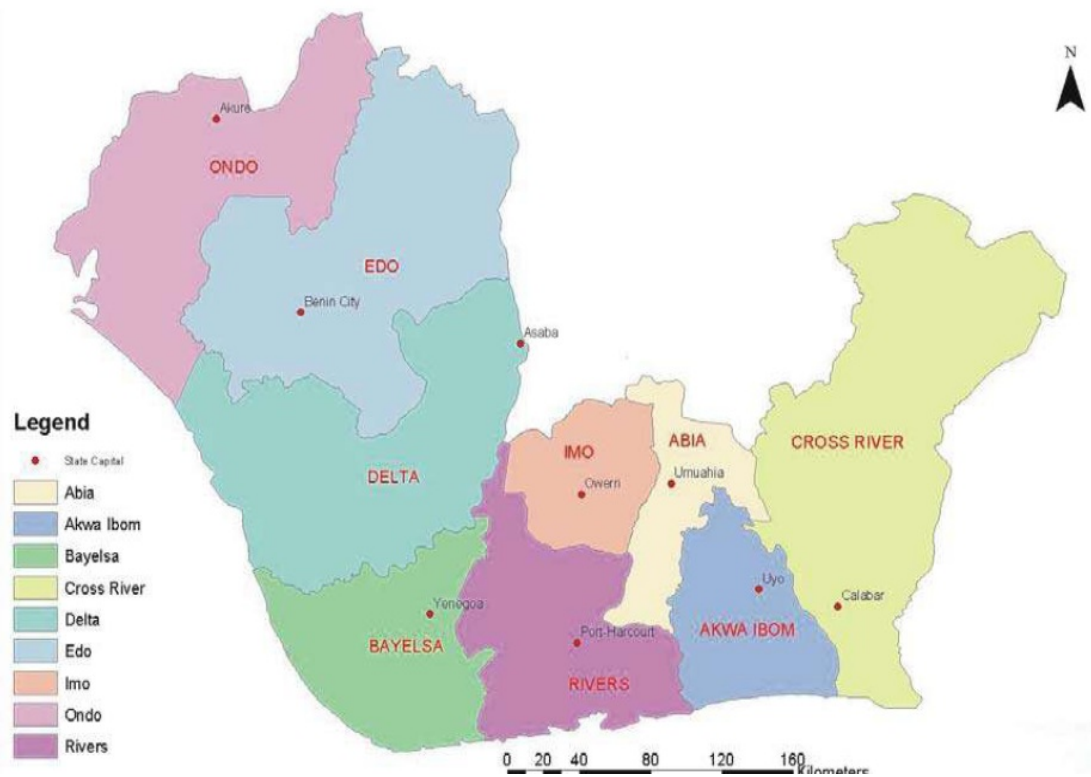 N
Akure
ONDO
EDO
Benin City
Asaba
Legend
State Capital
Abia
Akwa Ibom
Bayelsa
Cross River
Delta
Edo
Imo
Ondo
Rivers
IMO
ABIA
CROSS RIVER
DELTA
Owerri
Umuahia
Yenegoa
Uyo
Calabar
BAYELSA
Port-Harcourt
AKWA IBOM
RIVERS
0 20 40 80 120 160
Kilometers